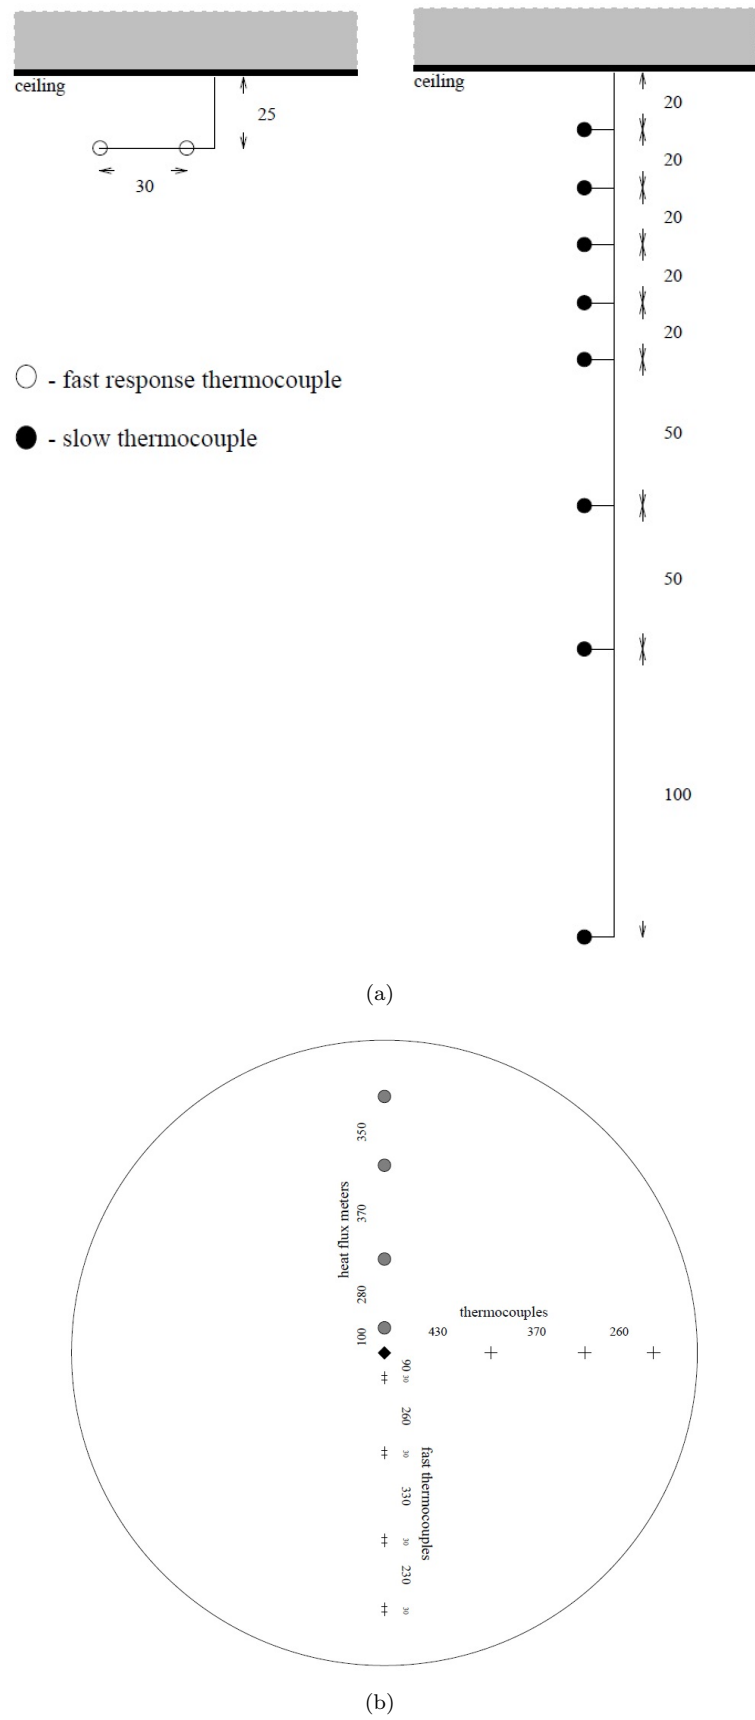 ceiling
25
30
- fast response thermocouple
- slow thermocouple
ceiling
20
20
20
20
20
50
50
100
(a)
350
heat flux meters
370
280
100
thermocouples
430
370
260
90
30
260
30
fast thermocouples
330
30
230
30
(b)